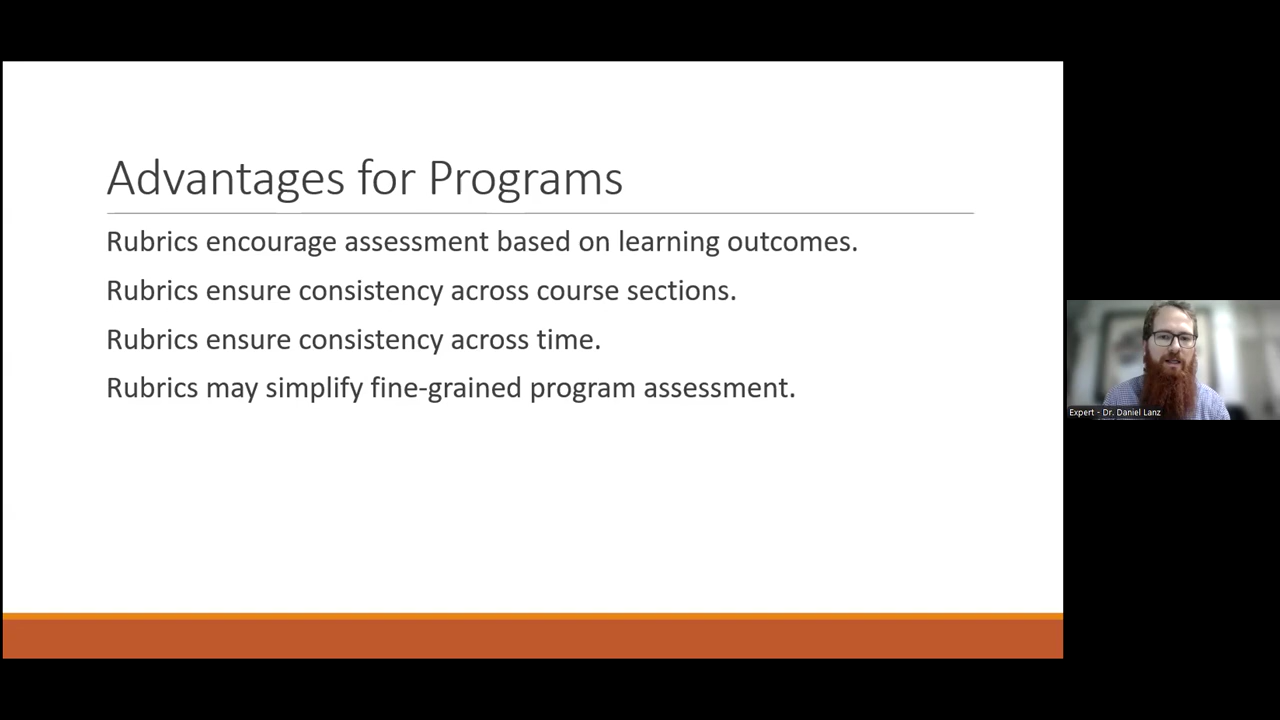 Advantages for Programs
Rubrics encourage assessment based on learning outcomes.
Rubrics ensure consistency across course sections.
Rubrics ensure consistency across time.
Rubrics may simplify fine-grained program assessment.
Expert - Dr. Daniel Lanz